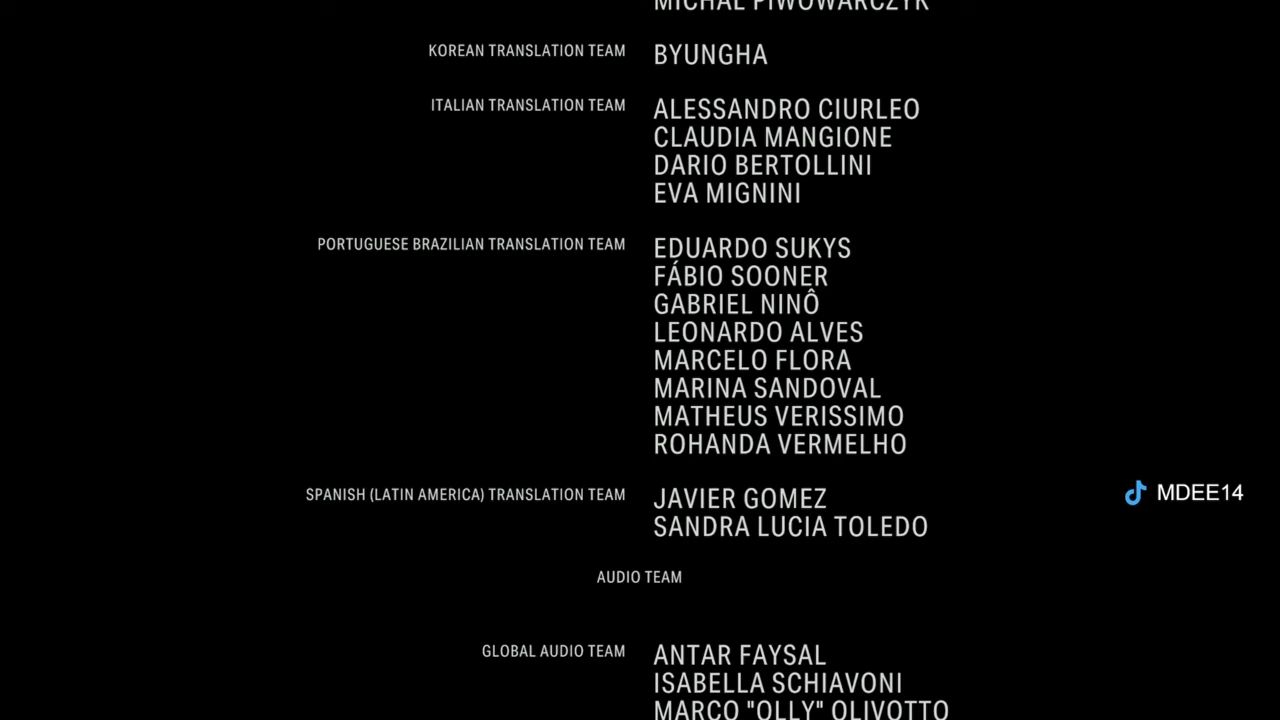 MICHAŁ PIWOWARCZYK
KOREAN TRANSLATION TEAM BYUNGHA
ITALIAN TRANSLATION TEAM ALESSANDRO CIURLEO
CLAUDIA MANGIONE
DARIO BERTOLLINI
EVA MIGNINI
PORTUGUESE BRAZILIAN TRANSLATION TEAM EDUARDO SUKYS
FÁBIO SOONER
GABRIEL NINÔ
LEONARDO ALVES
MARCELO FLORA
MARINA SANDOVAL
MATHEUS VERISSIMO
ROHANDA VERMELHO
SPANISH (LATIN AMERICA) TRANSLATION TEAM JAVIER GOMEZ
SANDRA LUCIA TOLEDO
MDEE14
AUDIO TEAM
GLOBAL AUDIO TEAM ANTAR FAYSAL
ISABELLA SCHIAVONI
MARCO "OLLY" OLIVOTTO